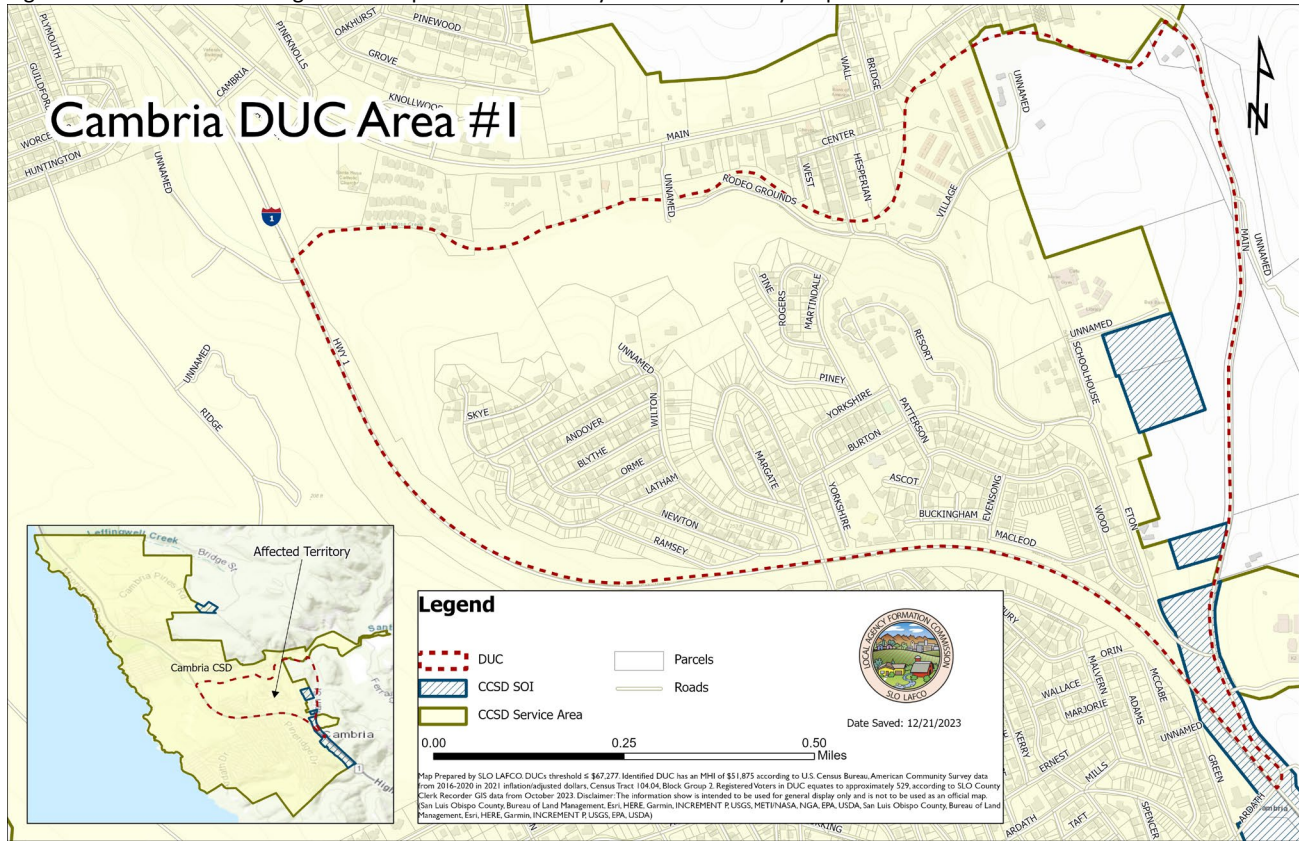 Cambria DUC Area #1
PLYMOUTH
GUILDFORD
WORCE
HUNTINGTON
UNNAMED
CAMBRIA
PINEKNOLLS
OAKHURST
PINEWOOD
GROVE
KNOLLWOOD
MAIN
WALL
BRIDGE
CENTER
WEST
HESPERIAN
UNNAMED
RODEO GROUNDS
VILLAGE
UNNAMED
N
MAIN
UNNAMED
UNNAMED
SCHOOLHOUSE
1
HWY 1
UNNAMED
RIDGE
PINE
ROGERS
MARTINDALE
RESORT
PINEY
YORKSHIRE
PATTERSON
BURTON
UNNAMED
SKYE
WILTON
ANDOVER
BLYTHE
ORME
LATHAM
MARGATE
NEWTON
RAMSEY
YORKSHIRE
ASCOT
EVENSONG
BUCKINGHAM
MACLEOD
WOOD
ETON
ORIN
WALLACE
MALVERN
MARJORIE
ADAMS
MCCABE
UNNAMED
KERRY
ERNEST
MILLS
GREEN
ARDATH
ARDATH
TAFT
SPENCER
Leffingwell Creek
Bridge St
Cambria Pines Rd
Affected Territory
Cambria CSD
Cambria
1
Legend
DUC
Parcels
CCSD SOI
Roads
CCSD Service Area
LOCAL AGENCY FORMATION COMMISSION
SLO LAFCO
Date Saved: 12/21/2023
0.00
0.25
0.50
Miles
Map Prepared by SLO LAFCO. DUCs threshold ≤ $67,277. Identified DUC has an MHI of $51,875 according to U.S. Census Bureau, American Community Survey data
from 2016-2020 in 2021 inflation/adjusted dollars, Census Tract 104.04, Block Group 2. Registered Voters in DUC equates to approximately 529, according to SLO County
Clerk Recorder GIS data from October 2023. Disclaimer: The information show is intended to be used for general display only and is not to be used as an official map.
(San Luis Obispo County, Bureau of Land Management, Esri, HERE, Garmin, INCREMENT P, USGS, METI/NASA, NGA, EPA, USDA, San Luis Obispo County, Bureau of Land
Management, Esri, HERE, Garmin, INCREMENT P, USGS, EPA, USDA)